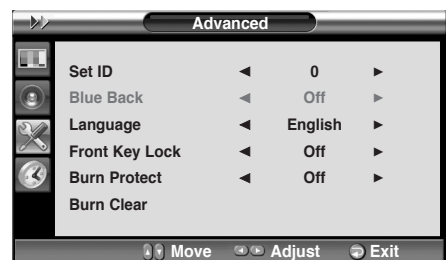 Advanced
Set ID ◄ 0 ►
Blue Back ◄ Off ►
Language ◄ English ►
Front Key Lock ◄ Off ►
Burn Protect ◄ Off ►
Burn Clear
Move Adjust Exit